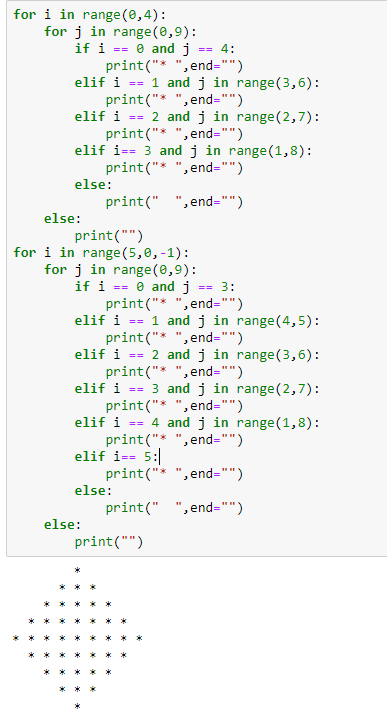 for i in range(0,4):
    for j in range(0,9):
        if i == 0 and j == 4:
            print("* ",end="")
        elif i == 1 and j in range(3,6):
            print("* ",end="")
        elif i == 2 and j in range(2,7):
            print("* ",end="")
        elif i== 3 and j in range(1,8):
            print("* ",end="")
        else:
            print("  ",end="")
    else:
        print("")
for i in range(5,0,-1):
    for j in range(0,9):
        if i == 0 and j == 3:
            print("* ",end="")
        elif i == 1 and j in range(4,5):
            print("* ",end="")
        elif i == 2 and j in range(3,6):
            print("* ",end="")
        elif i == 3 and j in range(2,7):
            print("* ",end="")
        elif i == 4 and j in range(1,8):
            print("* ",end="")
        elif i== 5:
            print("* ",end="")
        else:
            print("  ",end="")
    else:
        print("")
        *
      * * *
    * * * * *
  * * * * * * *
* * * * * * * * *
  * * * * * * *
    * * * * *
      * * *
        *